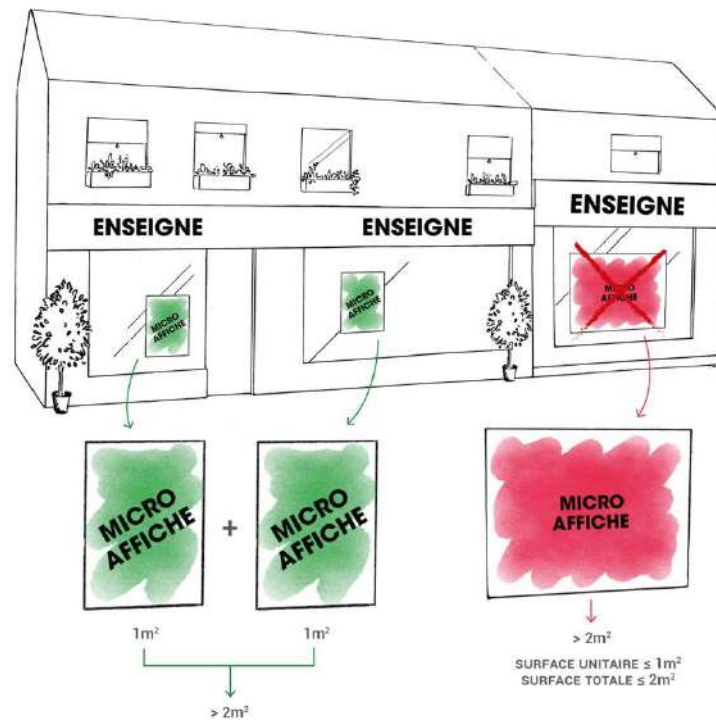 ENSEIGNE
ENSEIGNE
ENSEIGNE
MICRO
AFFICHE
MICRO
AFFICHE
MICRO
AFFICHE
MICRO
AFFICHE
+
MICRO
AFFICHE
MICRO
AFFICHE
1m²
1m²
> 2m²
> 2m²
SURFACE UNITAIRE ≤ 1m²
SURFACE TOTALE ≤ 2m²